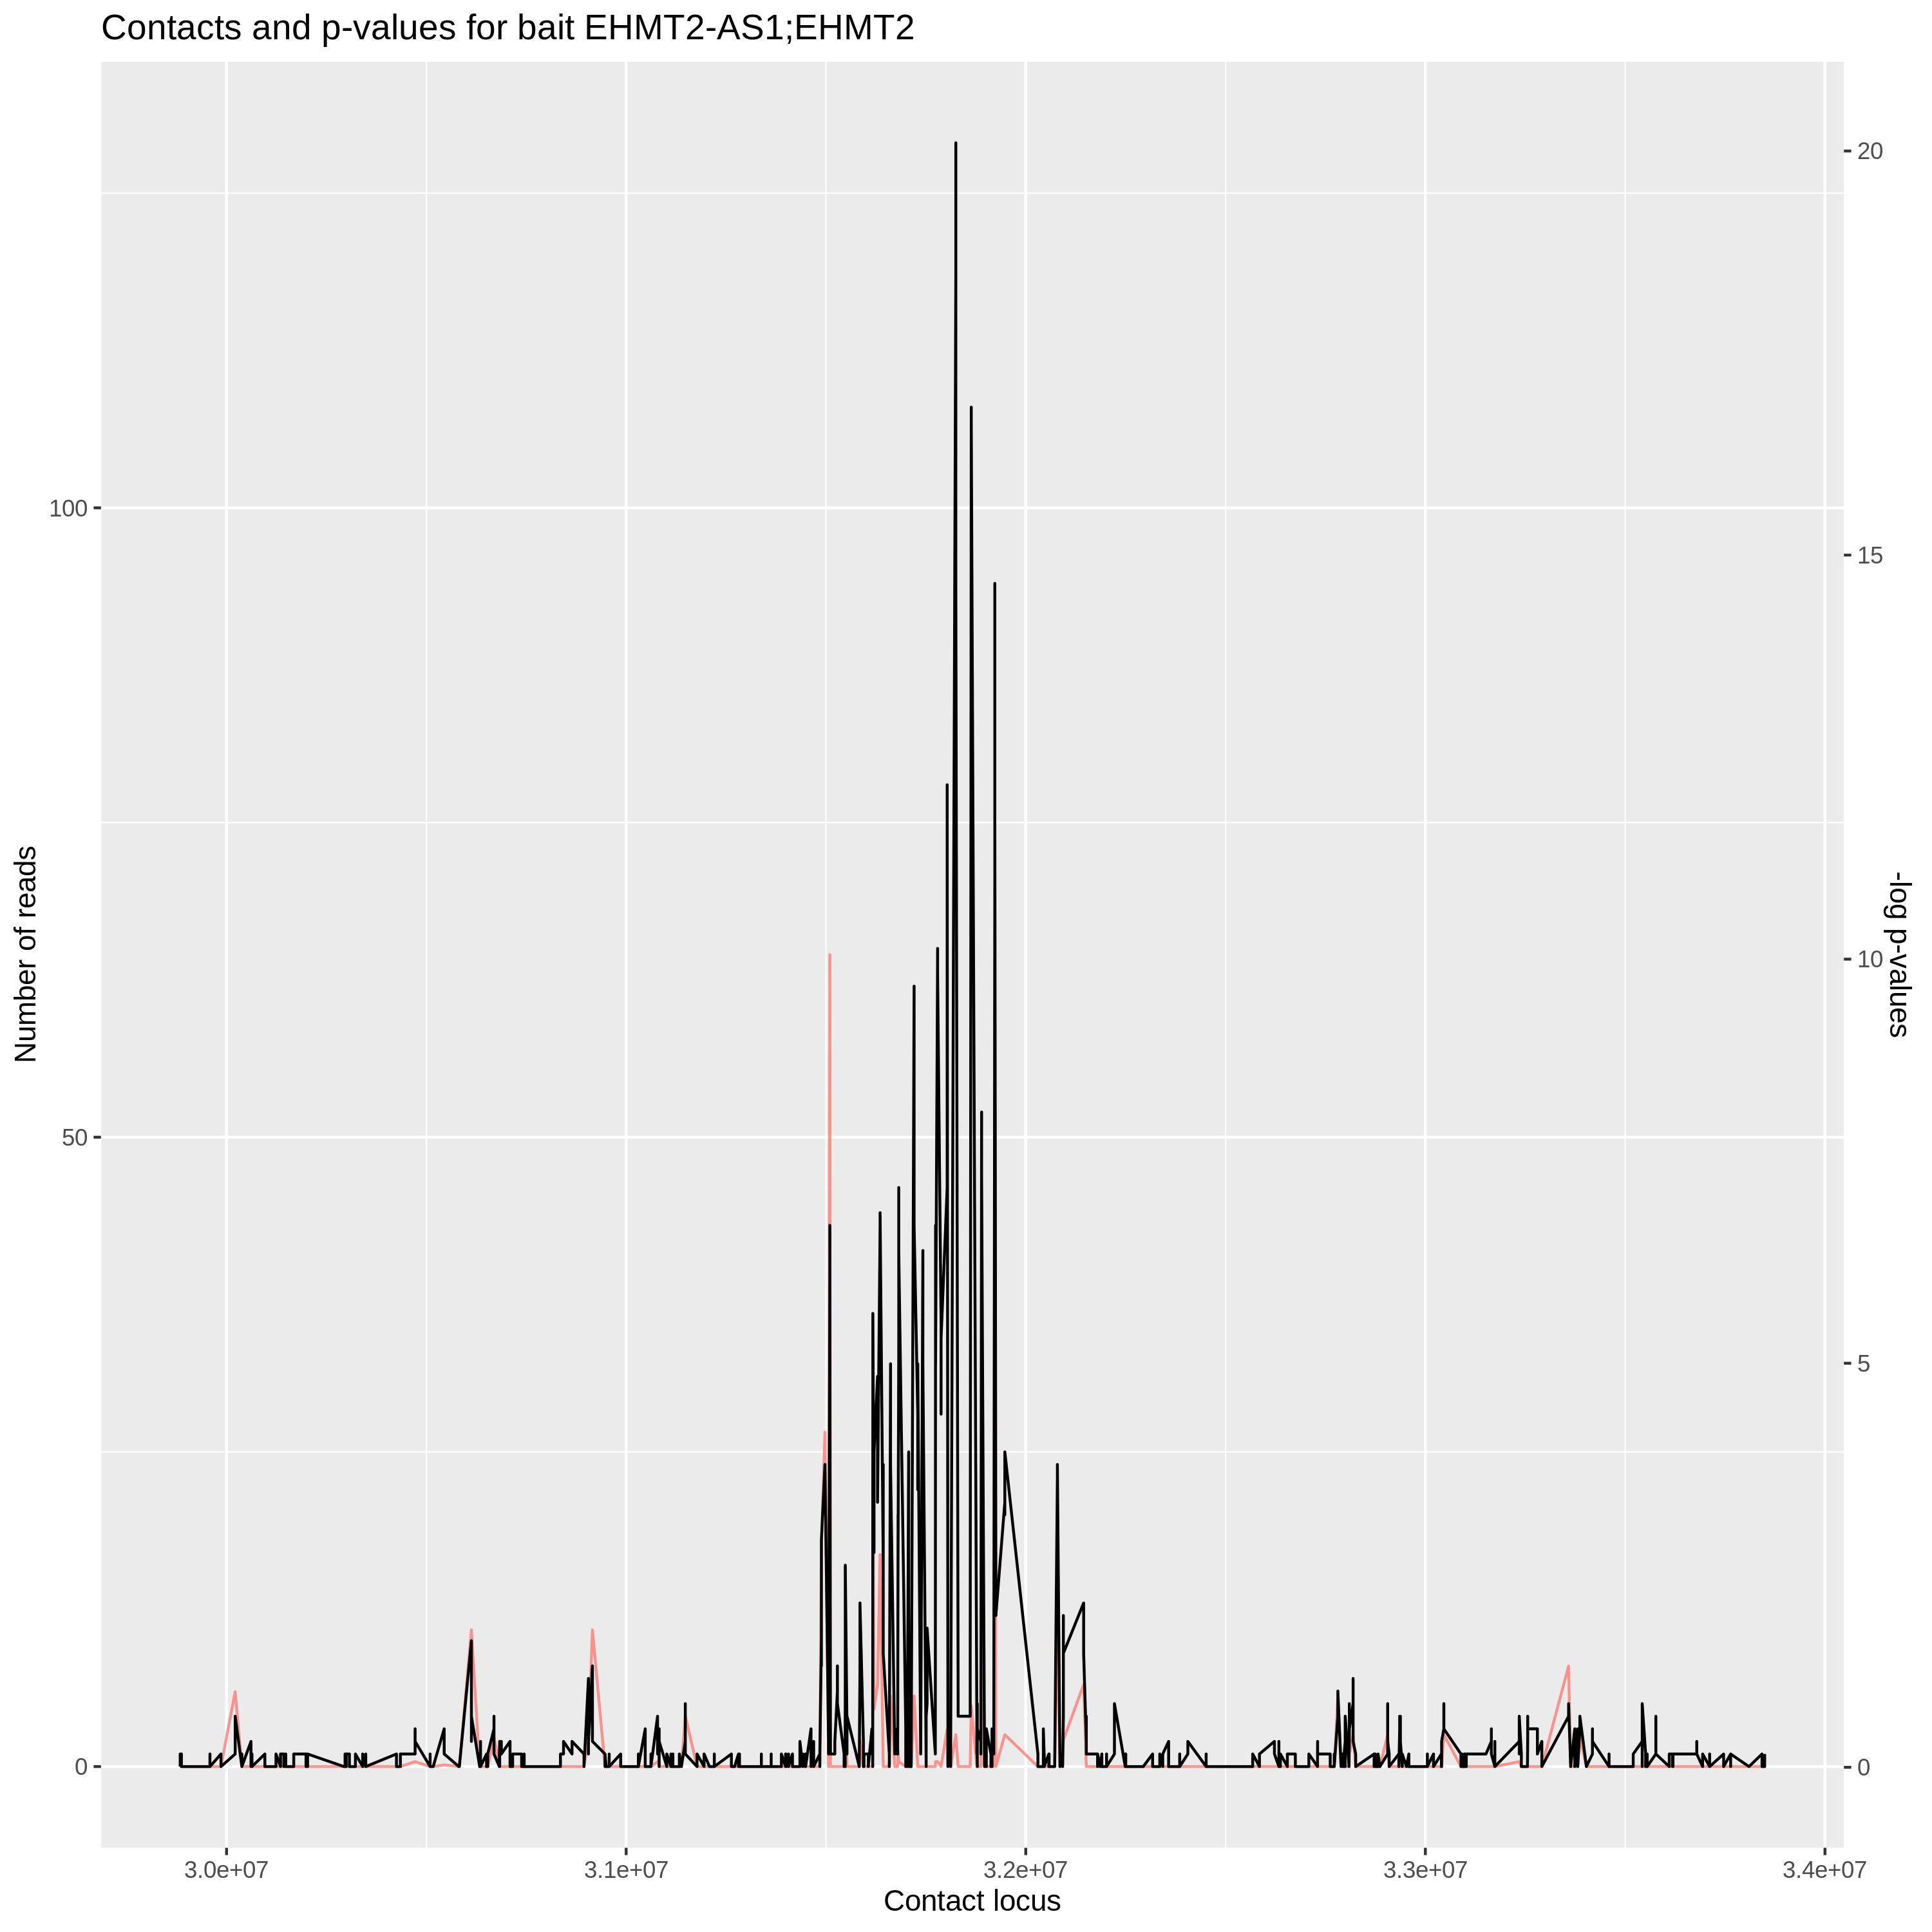 Contacts and p-values for bait EHMT2-AS1;EHMT2
Number of reads
100
50
0
20
15
10
5
0
-log p-values
3.0e+07
3.1e+07
3.2e+07
3.3e+07
3.4e+07
Contact locus